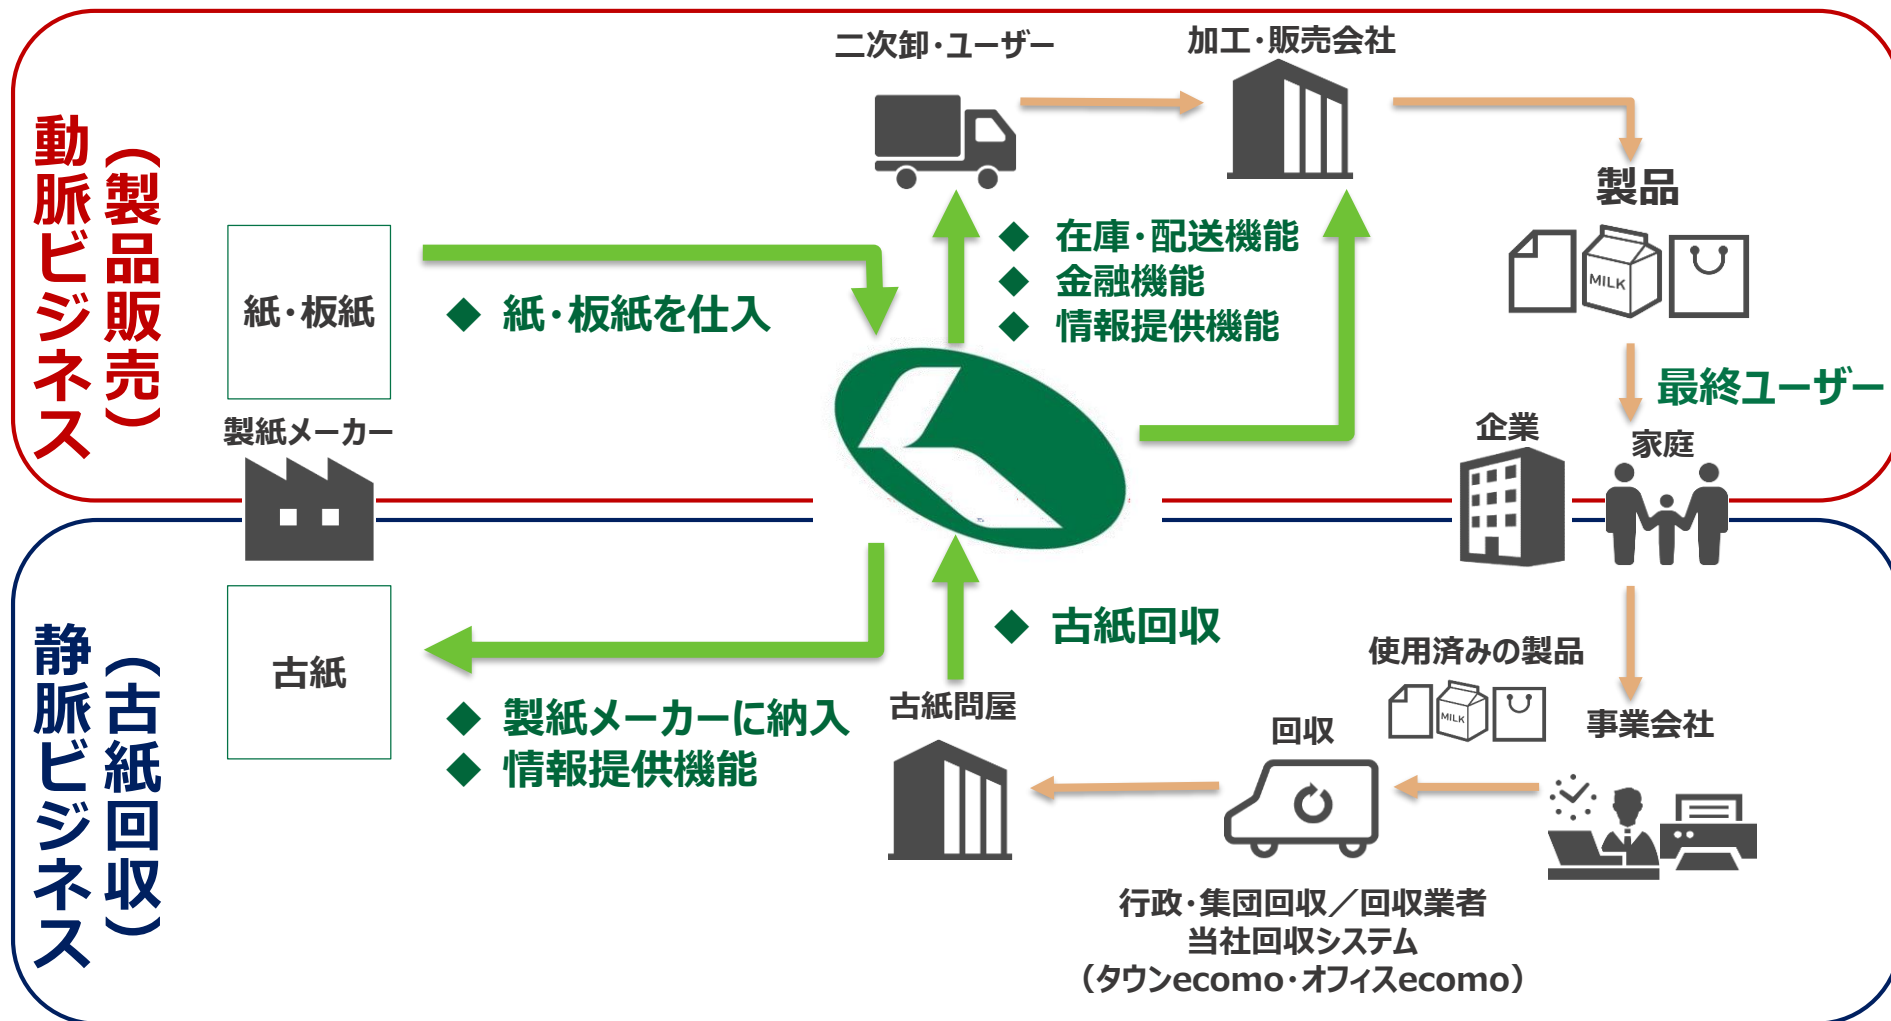 動脈ビジネス
（製品販売）
二次卸・ユーザー
加工・販売会社
製品
MILK
紙・板紙
◆ 紙・板紙を仕入
◆ 在庫・配送機能
◆ 金融機能
◆ 情報提供機能
最終ユーザー
製紙メーカー
企業
家庭
静脈ビジネス
（古紙回収）
古紙
◆ 古紙回収
◆ 製紙メーカーに納入
◆ 情報提供機能
古紙問屋
回収
使用済みの製品
MILK
事業会社
行政・集団回収／回収業者
当社回収システム
（タウンecomo・オフィスecomo）